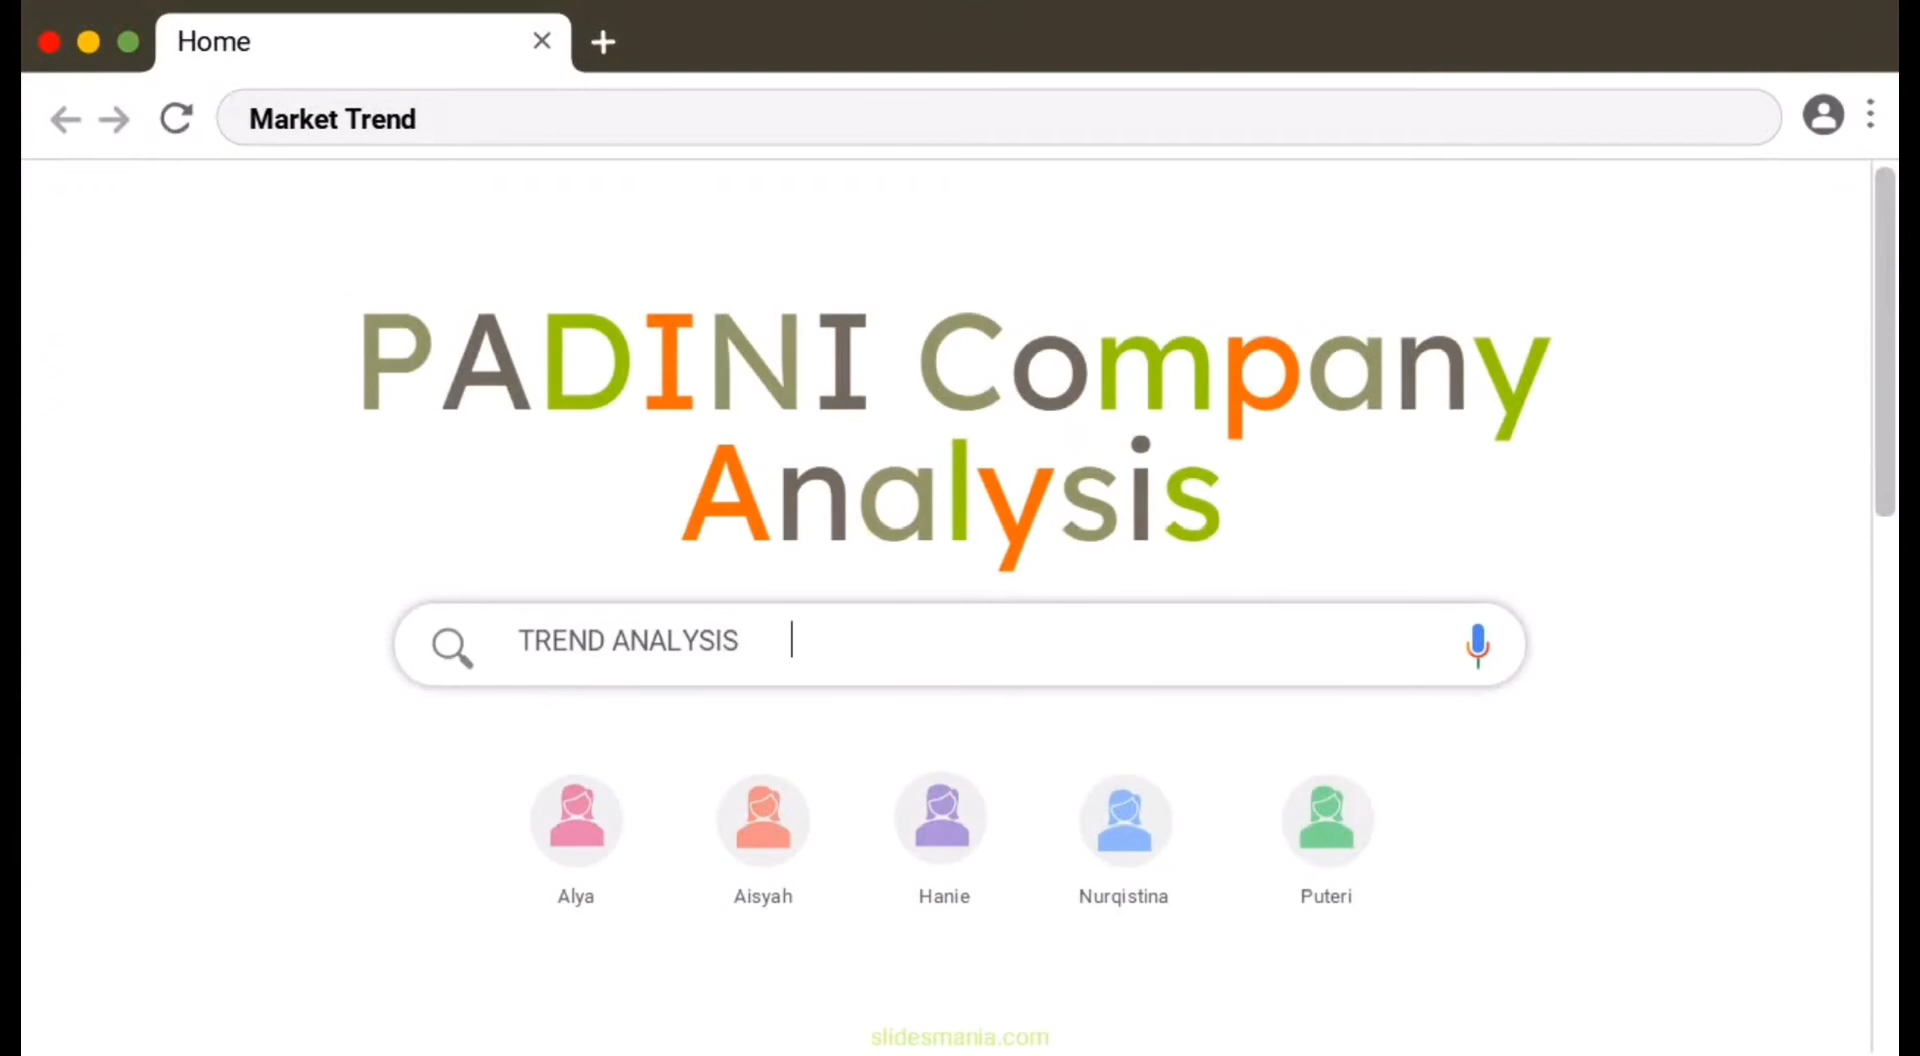 Home
Market Trend
PADINI Company
Analysis
TREND ANALYSIS
Alya
Aisyah
Hanie
Nurqistina
Puteri
slidesmania.com